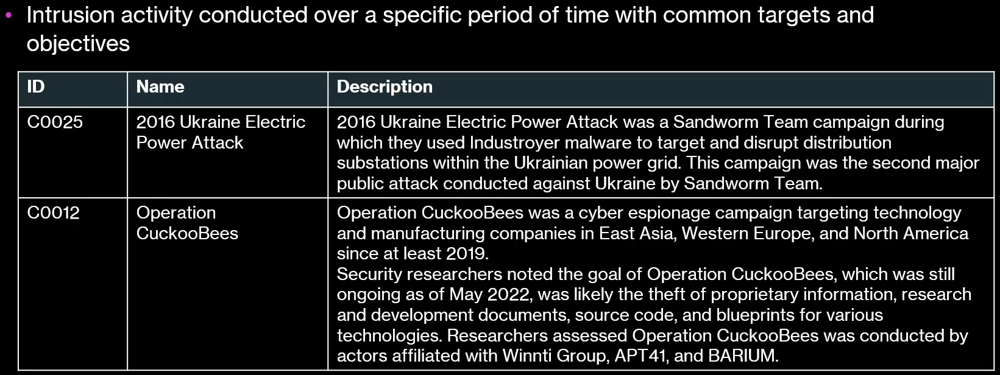 • Intrusion activity conducted over a specific period of time with common targets and
objectives
ID Name Description
C0025 2016 Ukraine Electric 2016 Ukraine Electric Power Attack was a Sandworm Team campaign during
Power Attack which they used Industroyer malware to target and disrupt distribution
substations within the Ukrainian power grid. This campaign was the second major
public attack conducted against Ukraine by Sandworm Team.
C0012 Operation Operation CuckooBees was a cyber espionage campaign targeting technology
CuckooBees and manufacturing companies in East Asia, Western Europe, and North America
since at least 2019.
Security researchers noted the goal of Operation CuckooBees, which was still
ongoing as of May 2022, was likely the theft of proprietary information, research
and development documents, source code, and blueprints for various
technologies. Researchers assessed Operation CuckooBees was conducted by
actors affiliated with Winnti Group, APT41, and BARIUM.